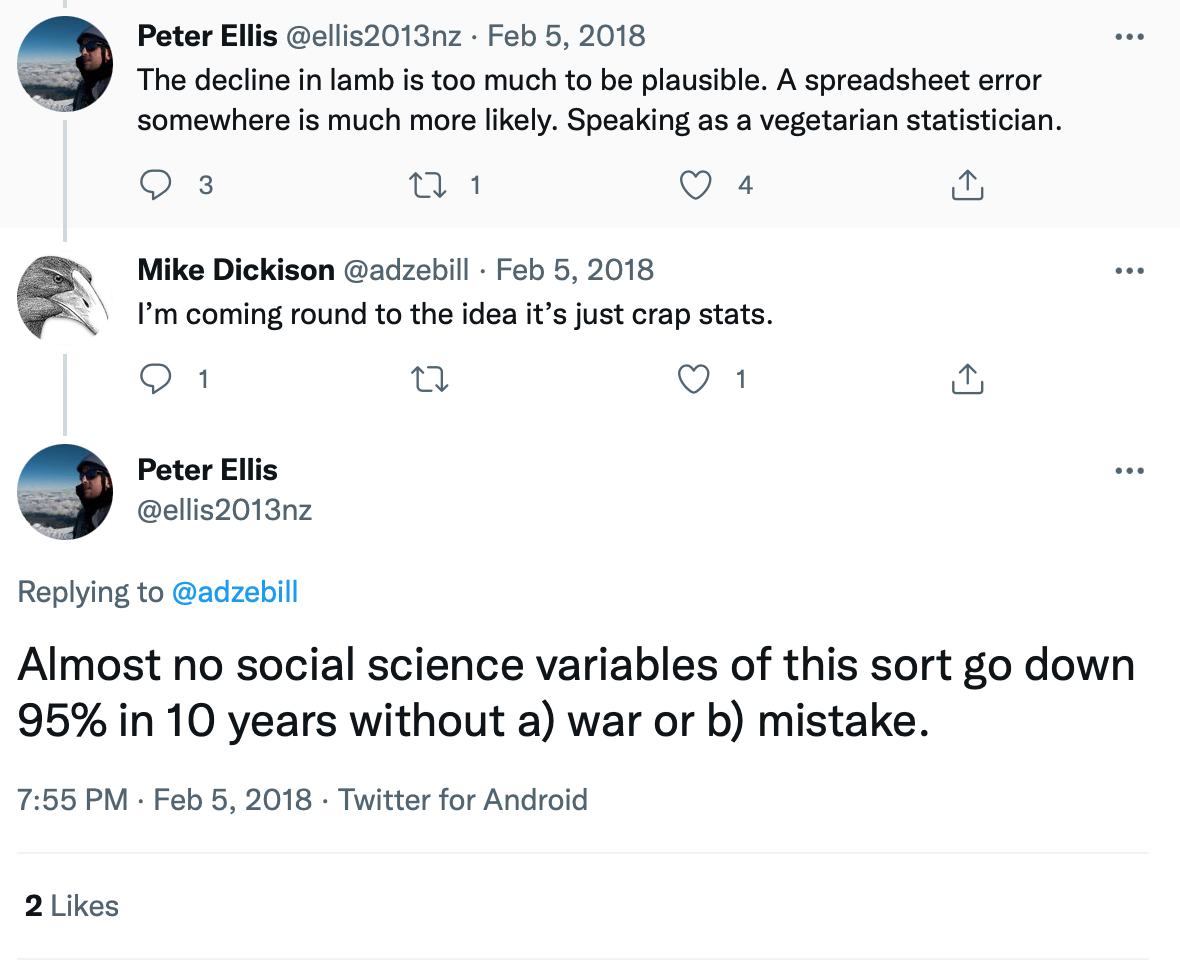 Peter Ellis @ellis2013nz · Feb 5, 2018
The decline in lamb is too much to be plausible. A spreadsheet error
somewhere is much more likely. Speaking as a vegetarian statistician.
3 1 4
Mike Dickison @adzebill · Feb 5, 2018
I’m coming round to the idea it’s just crap stats.
1 1
Peter Ellis
@ellis2013nz
Replying to @adzebill
Almost no social science variables of this sort go down
95% in 10 years without a) war or b) mistake.
7:55 PM · Feb 5, 2018 · Twitter for Android
2 Likes